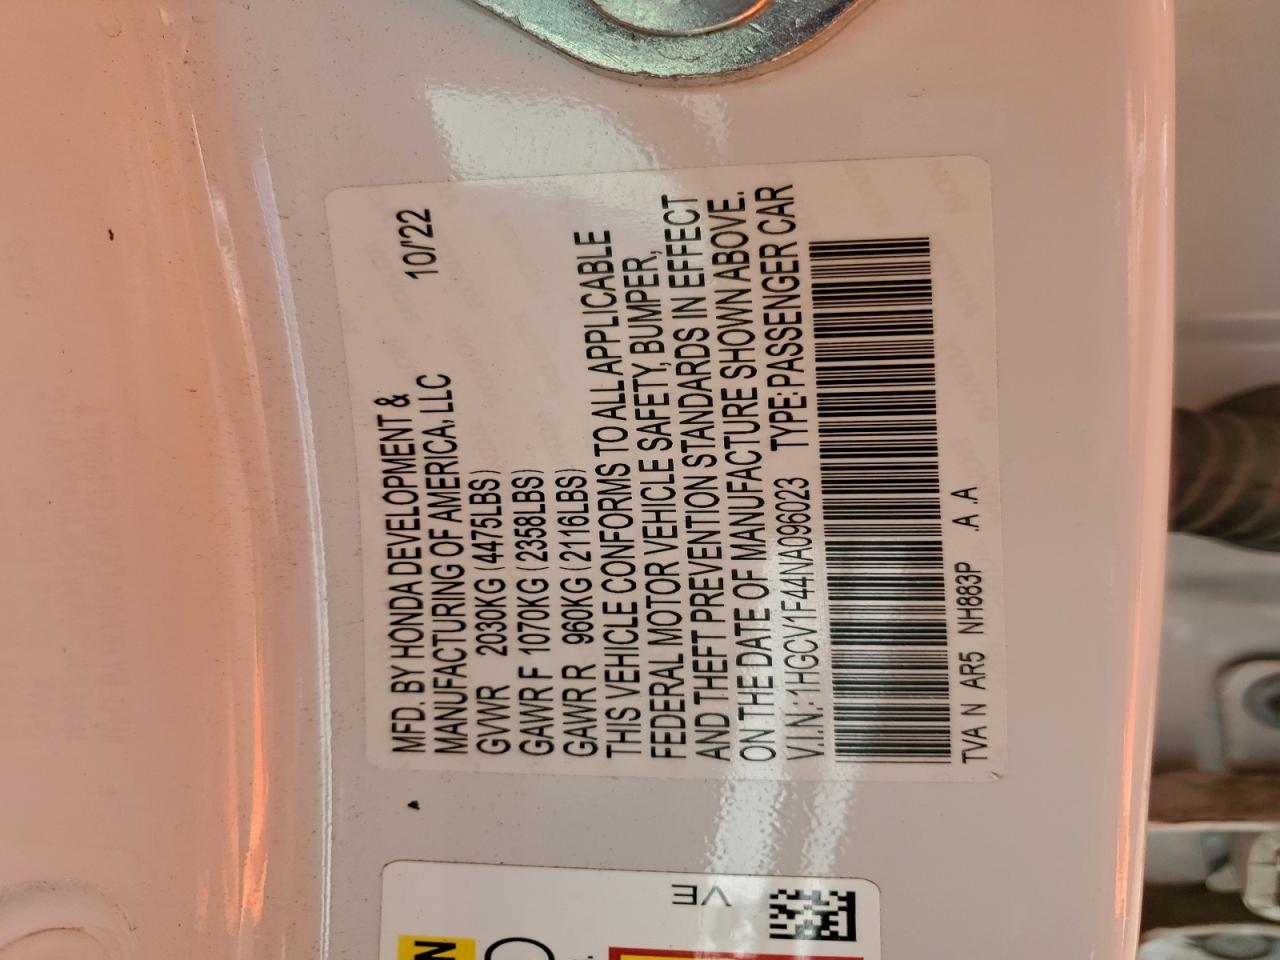 MFD. BY HONDA DEVELOPMENT &
MANUFACTURING OF AMERICA, LLC 10/'22
GVWR 2030KG (4475LBS)
GAWR F 1070KG (2358LBS)
GAWR R 960KG (2116LBS)
THIS VEHICLE CONFORMS TO ALL APPLICABLE
FEDERAL MOTOR VEHICLE SAFETY, BUMPER,
AND THEFT PREVENTION STANDARDS IN EFFECT
ON THE DATE OF MANUFACTURE SHOWN ABOVE.
V.I.N.: 1HGCV1F44NA096023 TYPE: PASSENGER CAR
TVA N AR5 NH883P A A
VE